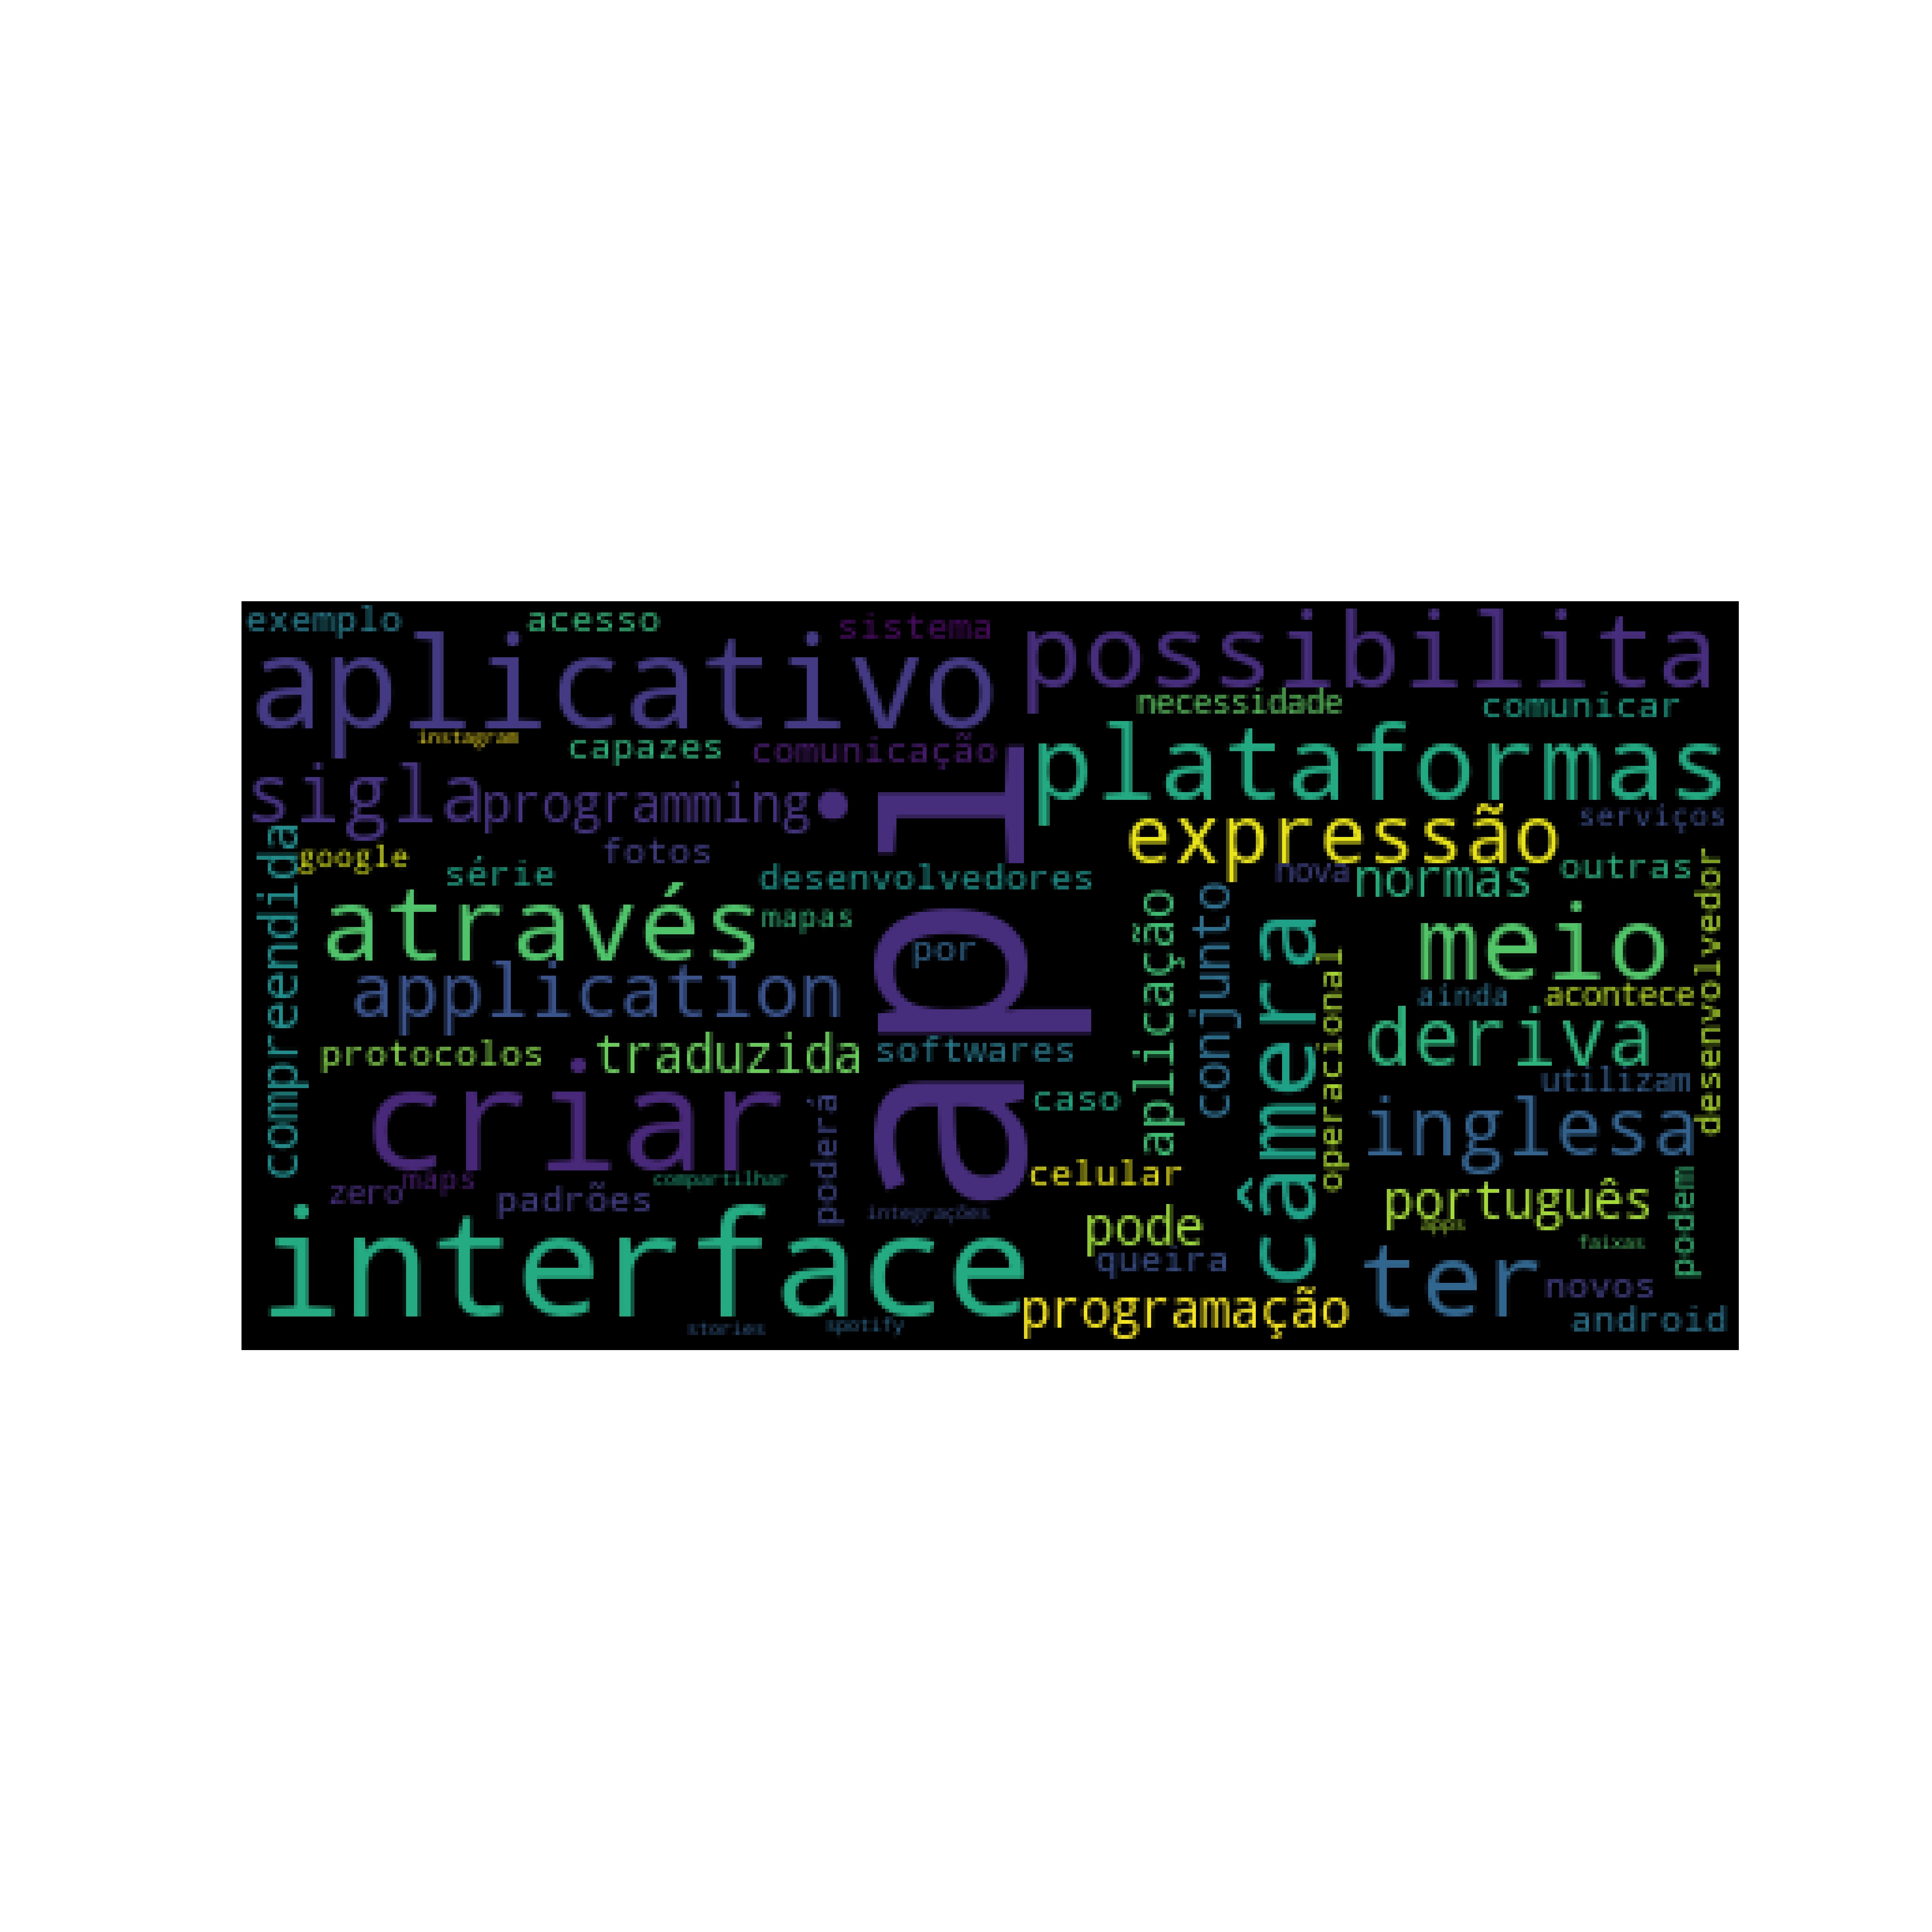 exemplo
acesso
sistema
possibilita
aplicativo
necessidade
comunicar
instagram
capazes
comunicação
plataformas
sigla
programming
api
expressão
serviços
google
fotos
nova
normas
outras
compreendida
série
desenvolvedores
através
mapas
por
aplicação
conjunto
câmera
operacional
meio
desenvolvedor
application
ainda
acontece
protocolos
traduzida
softwares
deriva
utilizam
criar
poderá
caso
inglesa
zero
maps
compartilhar
padrões
integrações
celular
português
podem
pode
apps
queira
faixas
interface
ter
novos
stories
spotify
programação
android